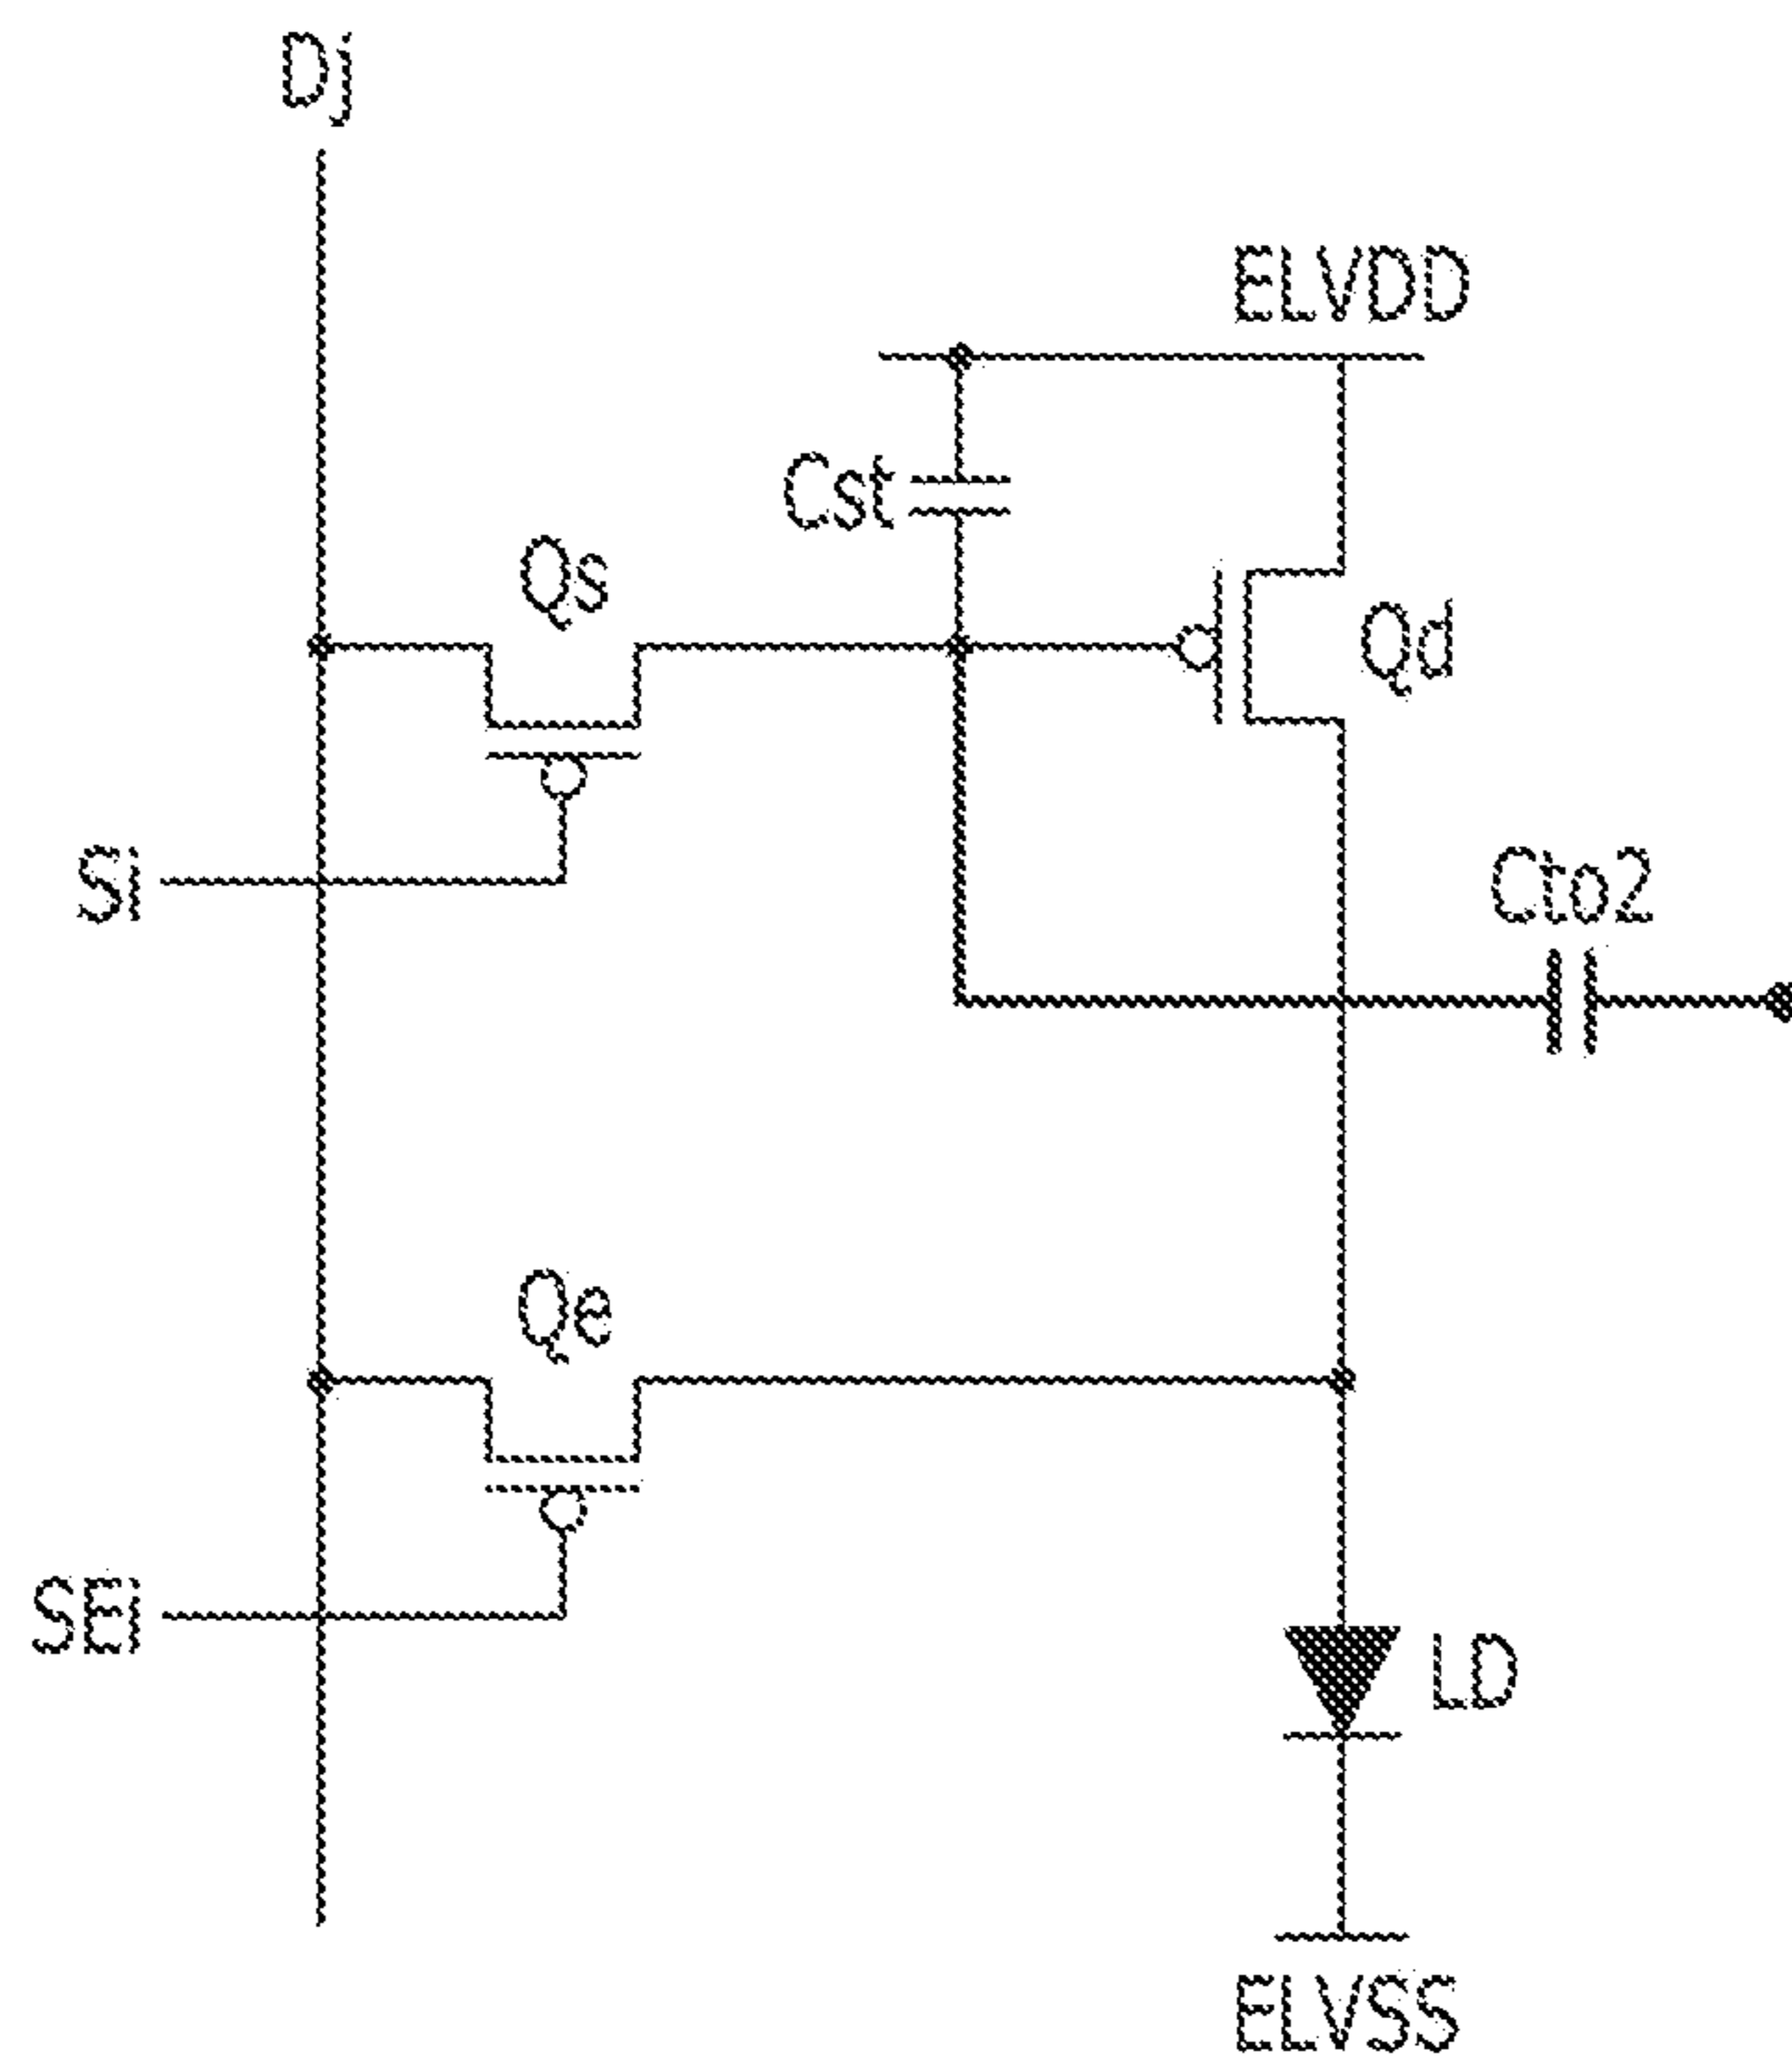 Dj
ELVDD
Cst
Qs
Qd
Si
Cto2
Qe
SEi
LD
ELVSS